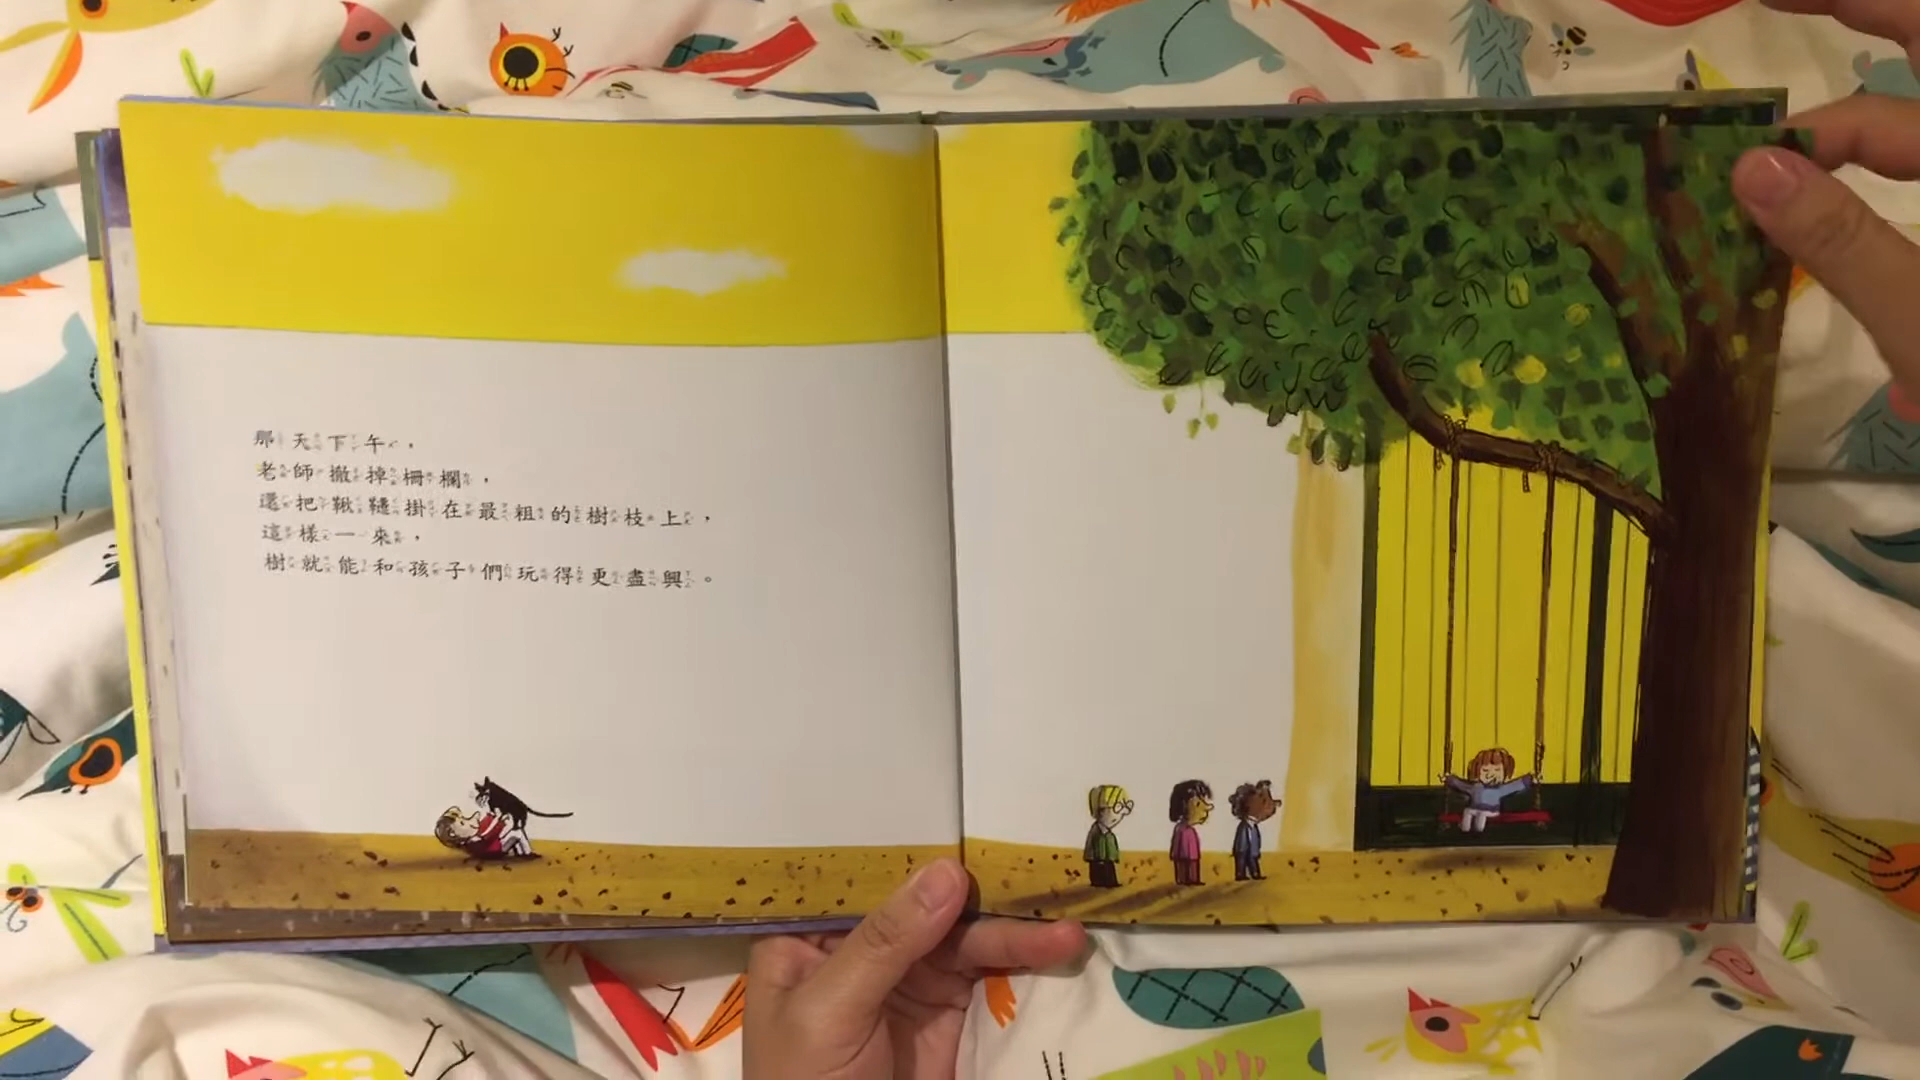 那天下午，
老師撤掉柵欄，
還把鞦韆掛在最粗的樹枝上，
這樣一來，
樹就能和孩子們玩得更盡興。